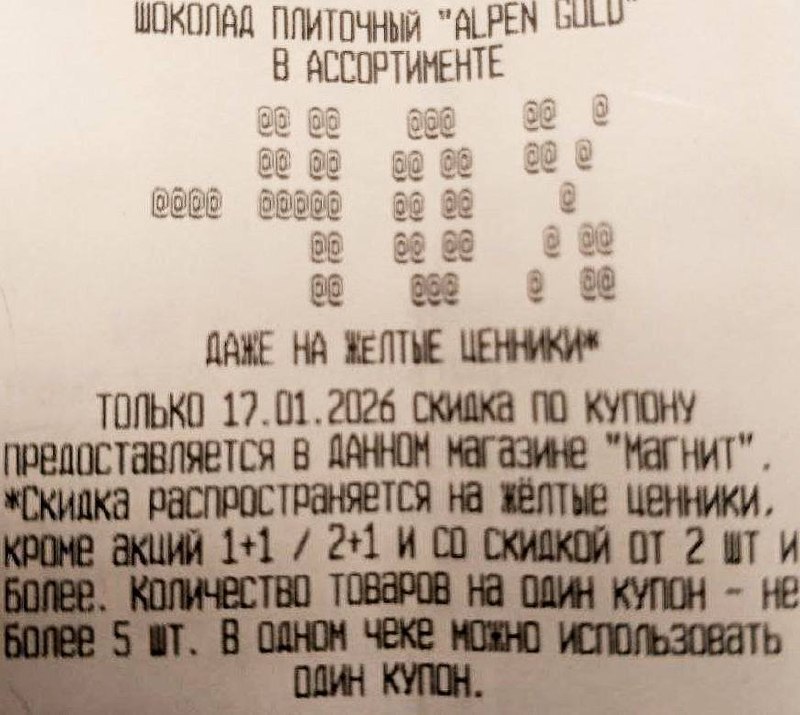 ШОКОЛАД ПЛИТОЧНЫЙ "ALPEN GOLD"
В АССОРТИМЕНТЕ
@@ @@ @@@ @@ @
@@ @@ @@ @@ @@ @
@@@@ @@@@@ @@ @@ @
@@ @@ @@ @ @@
@@ @@@ @ @@
ДАЖЕ НА ЖЁЛТЫЕ ЦЕННИКИ*
ТОЛЬКО 17.01.2026 скидка по купону
предоставляется в данном магазине "Магнит".
*Скидка распространяется на жёлтые ценники,
кроме акций 1+1 / 2+1 и со скидкой от 2 шт и
более. Количество товаров на один купон - не
более 5 шт. В одном чеке можно использовать
один купон.